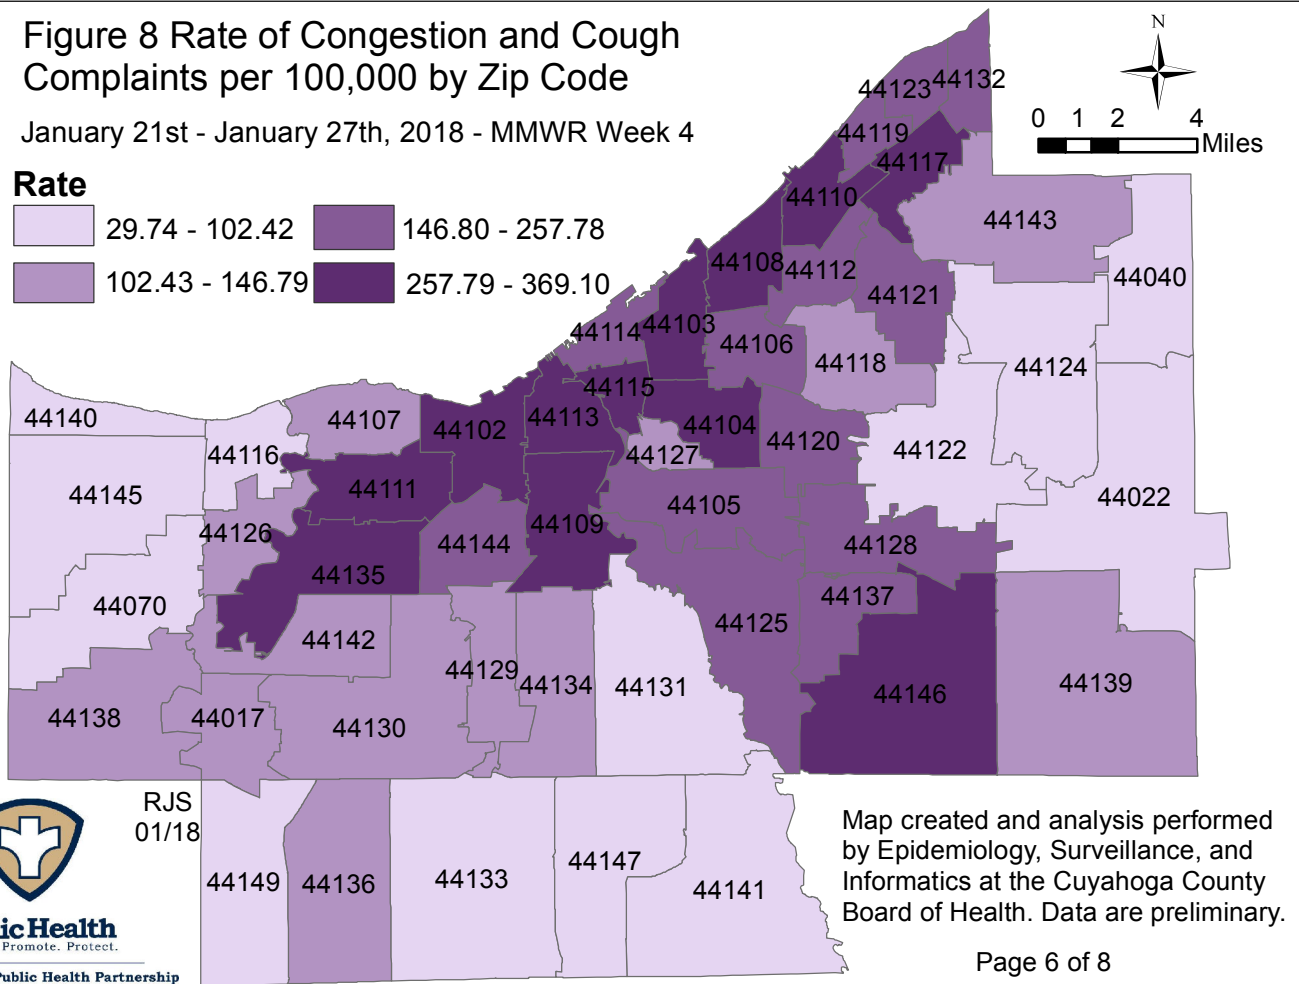 Figure 8 Rate of Congestion and Cough
Complaints per 100,000 by Zip Code
January 21st - January 27th, 2018 - MMWR Week 4
Rate
29.74 - 102.42
146.80 - 257.78
102.43 - 146.79
257.79 - 369.10
N
0 1 2 4
Miles
44132
44123
44119
44117
44110
44143
44040
44108
44112
44121
44114
44103
44106
44118
44124
44115
44140
44107
44102
44113
44104
44120
44116
44127
44122
44145
44111
44105
44022
44126
44109
44144
44128
44135
44070
44137
44125
44142
44129
44134
44131
44146
44139
44138
44017
44130
RJS
01/18
44149
44136
44133
44147
44141
ic Health
Promote. Protect.
Public Health Partnership
Map created and analysis performed
by Epidemiology, Surveillance, and
Informatics at the Cuyahoga County
Board of Health. Data are preliminary.
Page 6 of 8